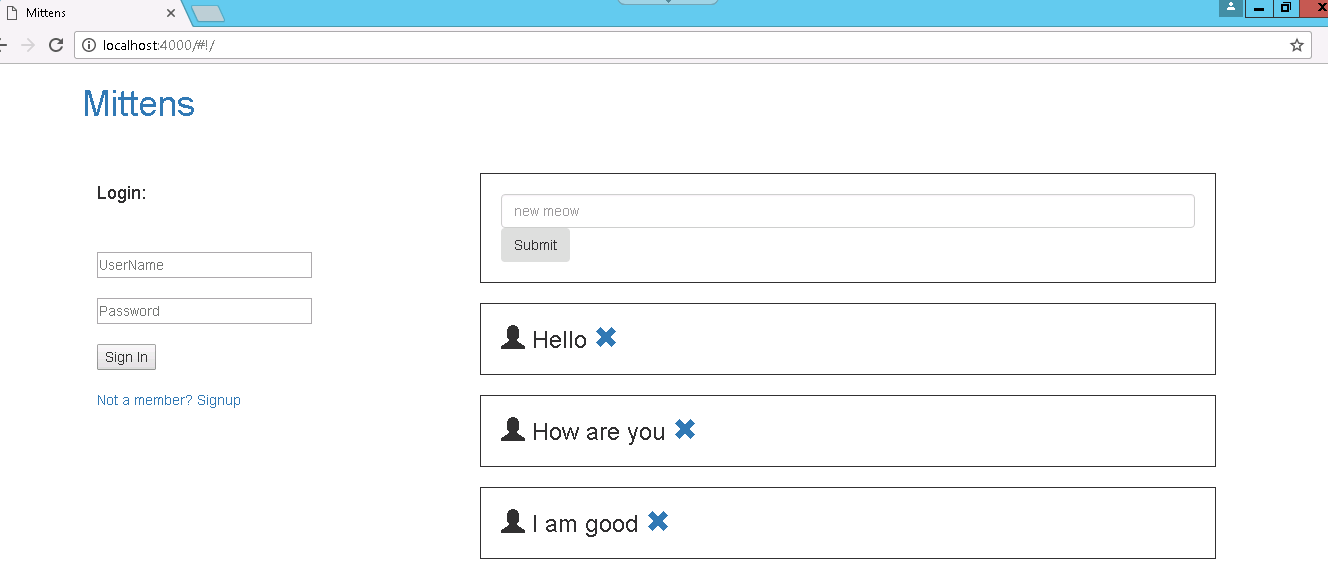 Mittens
localhost:4000/#!/
Mittens
Login:
UserName
Password
Sign In
Not a member? Signup
new meow
Submit
Hello
How are you
I am good